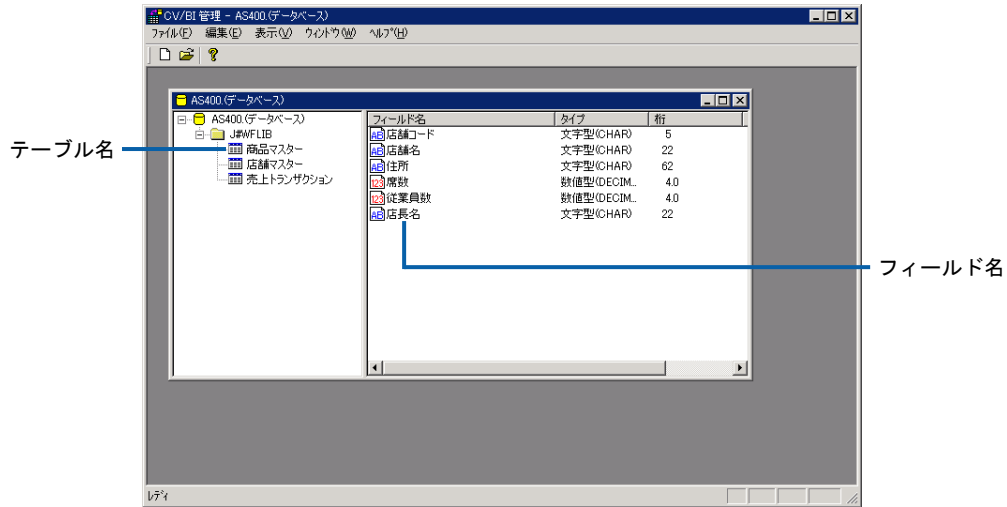 CV/BI 管理 - AS400.(データベース)
ファイル(F) 編集(E) 表示(V) ウィンドウ(W) ヘルプ(H)
AS400.(データベース)
AS400.(データベース)
J#WFLIB
商品マスター
店舗マスター
売上トランザクション
フィールド名 タイプ 桁
店舗コード 文字型(CHAR) 5
店舗名 文字型(CHAR) 22
住所 文字型(CHAR) 62
席数 数値型(DECIM... 4.0
従業員数 数値型(DECIM... 4.0
店長名 文字型(CHAR) 22
テーブル名
フィールド名
レディ